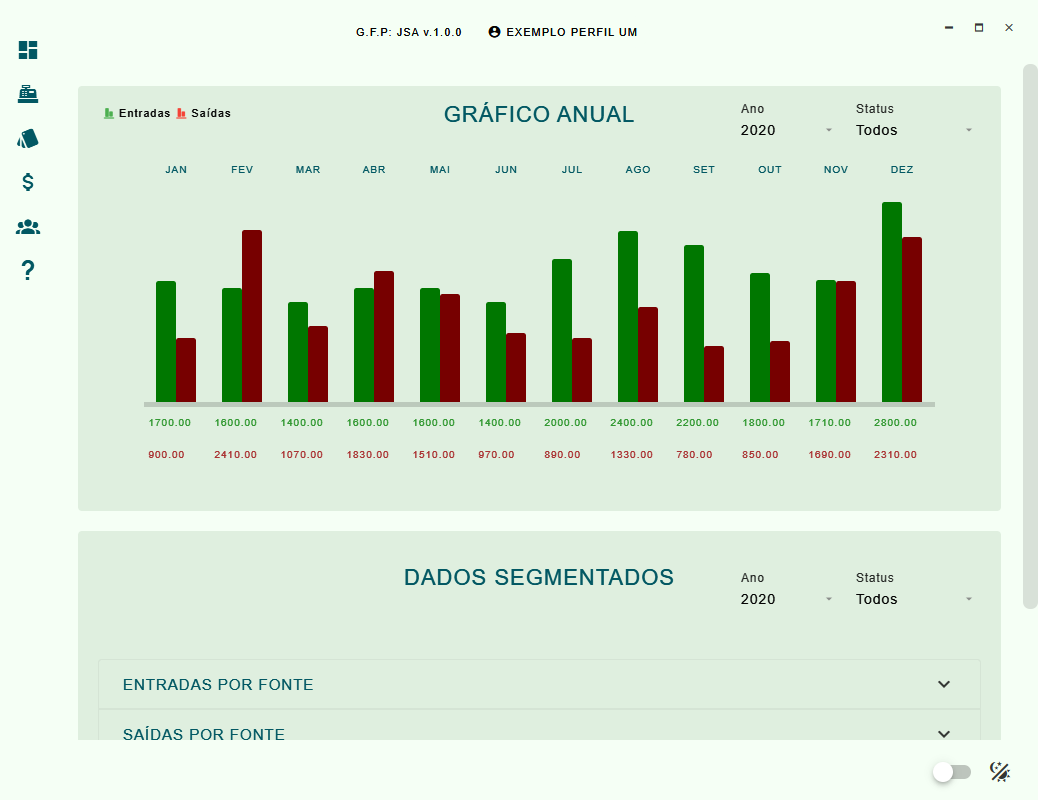 G.F.P: JSA v.1.0.0 EXEMPLO PERFIL UM
Entradas Saídas
GRÁFICO ANUAL
Ano Status
2020 Todos
JAN FEV MAR ABR MAI JUN JUL AGO SET OUT NOV DEZ
1700.00 1600.00 1400.00 1600.00 1600.00 1400.00 2000.00 2400.00 2200.00 1800.00 1710.00 2800.00
900.00 2410.00 1070.00 1830.00 1510.00 970.00 890.00 1330.00 780.00 850.00 1690.00 2310.00
DADOS SEGMENTADOS
Ano Status
2020 Todos
ENTRADAS POR FONTE
SAÍDAS POR FONTE